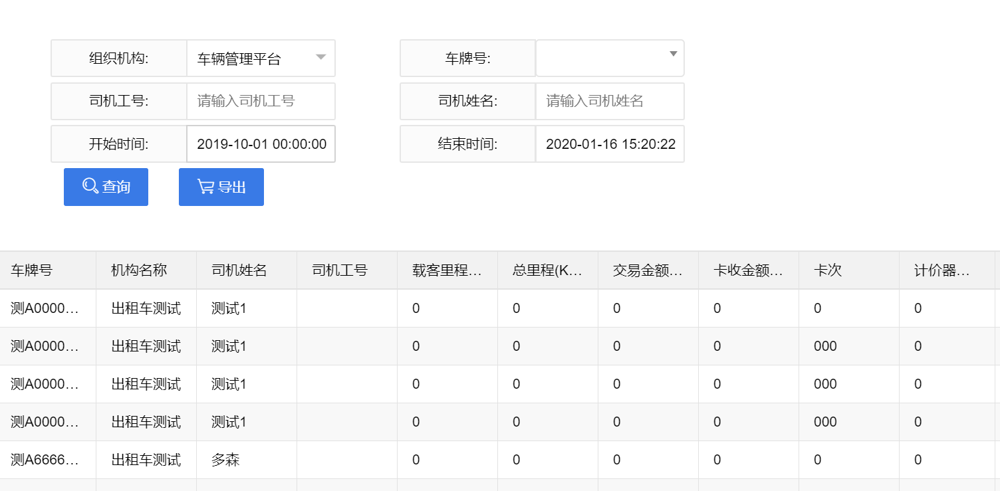 组织机构: 车辆管理平台 车牌号:
司机工号: 请输入司机工号 司机姓名: 请输入司机姓名
开始时间: 2019-10-01 00:00:00 结束时间: 2020-01-16 15:20:22
查询 导出
车牌号 机构名称 司机姓名 司机工号 载客里程... 总里程(K... 交易金额... 卡收金额... 卡次 计价器...
测A0000... 出租车测试 测试1 0 0 0 0 0 0
测A0000... 出租车测试 测试1 0 0 0 0 000 0
测A0000... 出租车测试 测试1 0 0 0 0 000 0
测A0000... 出租车测试 测试1 0 0 0 0 000 0
测A6666... 出租车测试 多森 0 0 0 0 0 0